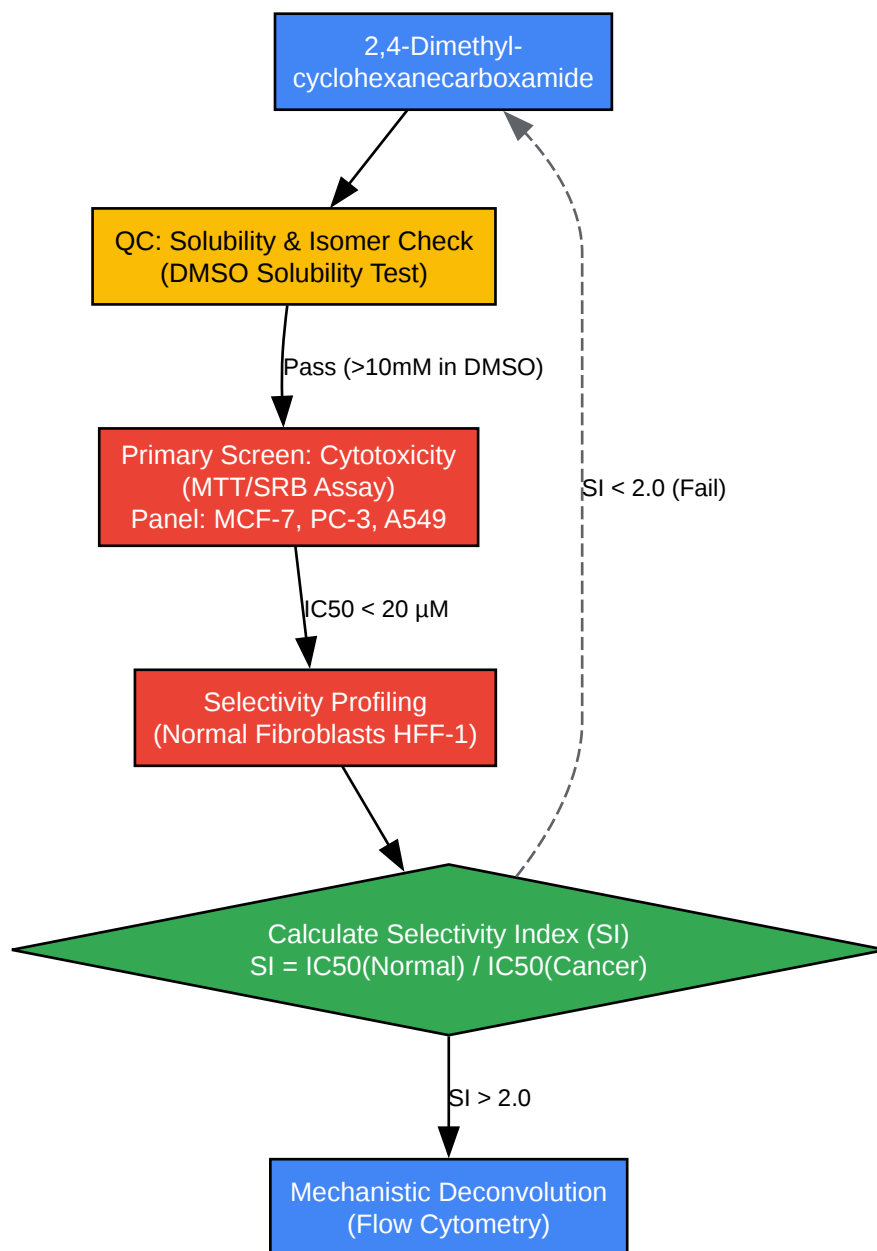 2,4-Dimethyl-
cyclohexanecarboxamide
QC: Solubility & Isomer Check
(DMSO Solubility Test)
Pass (>10mM in DMSO)
Primary Screen: Cytotoxicity
(MTT/SRB Assay)
Panel: MCF-7, PC-3, A549
SI < 2.0 (Fail)
IC50 < 20 µM
Selectivity Profiling
(Normal Fibroblasts HFF-1)
Calculate Selectivity Index (SI)
SI = IC50(Normal) / IC50(Cancer)
SI > 2.0
Mechanistic Deconvolution
(Flow Cytometry)